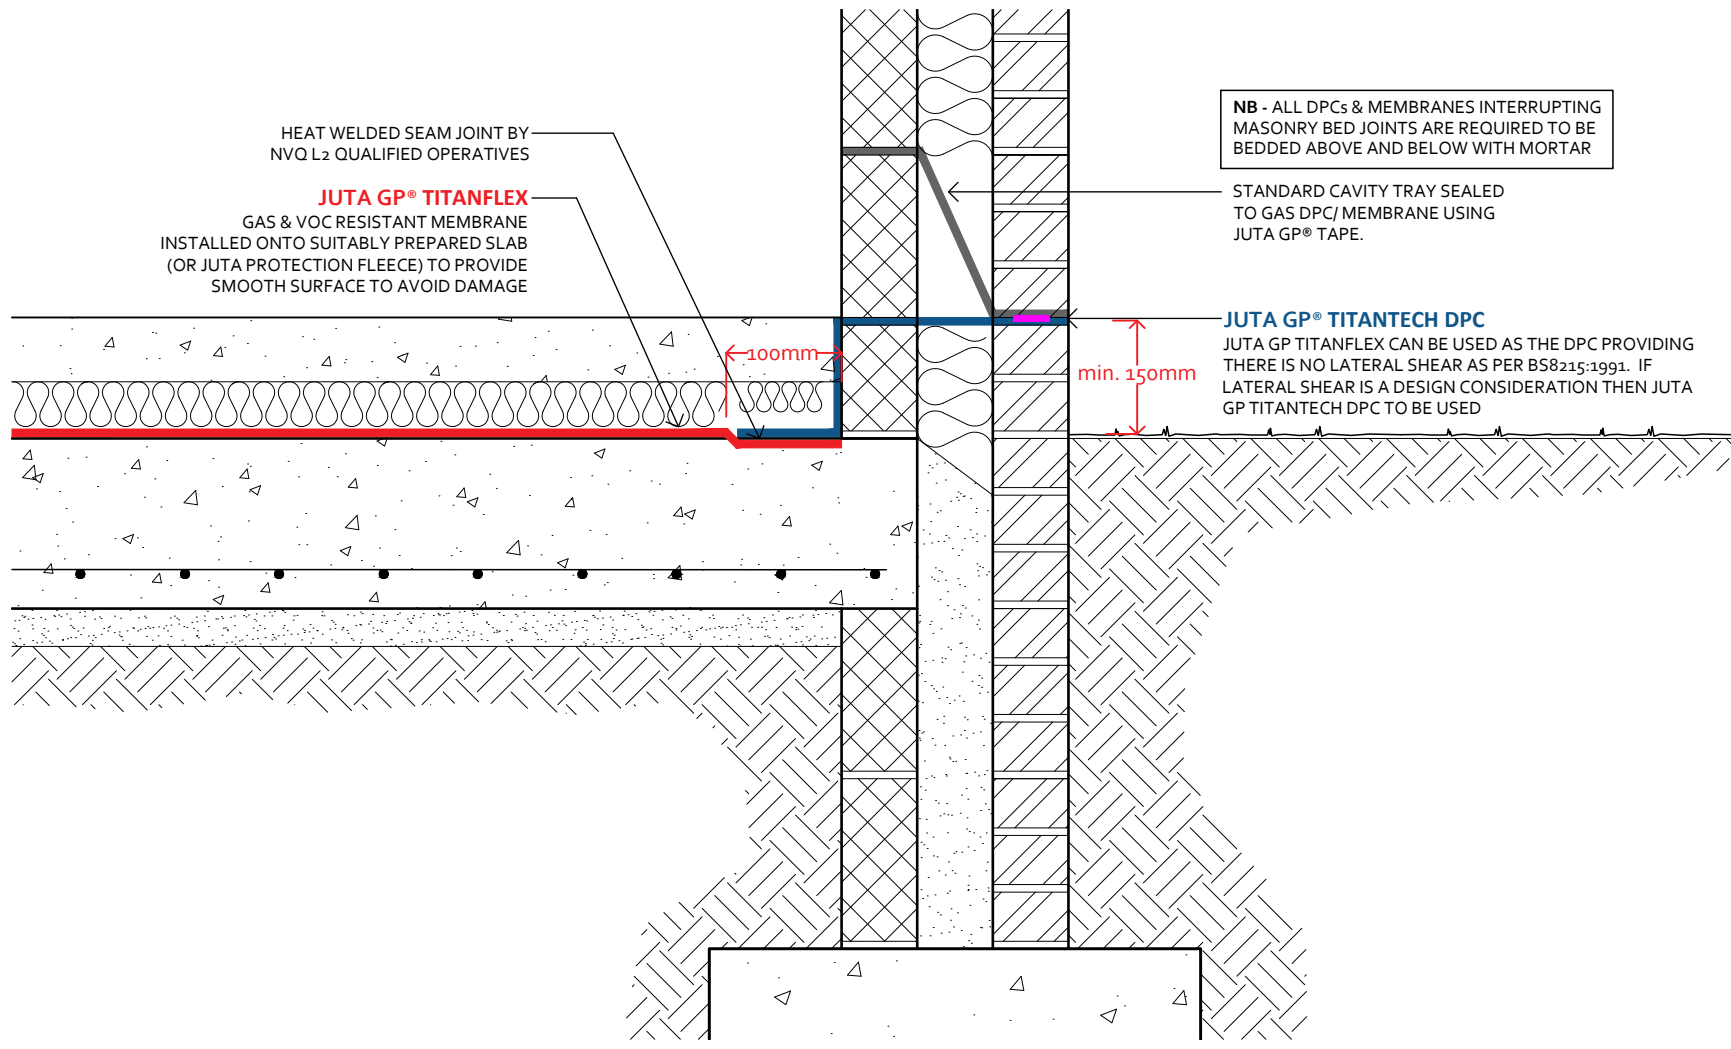 HEAT WELDED SEAM JOINT BY
NVQ L2 QUALIFIED OPERATIVES
JUTA GP® TITANFLEX
GAS & VOC RESISTANT MEMBRANE
INSTALLED ONTO SUITABLY PREPARED SLAB
(OR JUTA PROTECTION FLEECE) TO PROVIDE
SMOOTH SURFACE TO AVOID DAMAGE
NB - ALL DPCs & MEMBRANES INTERRUPTING
MASONRY BED JOINTS ARE REQUIRED TO BE
BEDDED ABOVE AND BELOW WITH MORTAR
STANDARD CAVITY TRAY SEALED
TO GAS DPC/ MEMBRANE USING
JUTA GP® TAPE.
JUTA GP® TITANTECH DPC
JUTA GP TITANFLEX CAN BE USED AS THE DPC PROVIDING
THERE IS NO LATERAL SHEAR AS PER BS8215:1991. IF
LATERAL SHEAR IS A DESIGN CONSIDERATION THEN JUTA
GP TITANTECH DPC TO BE USED
100mm
min. 150mm